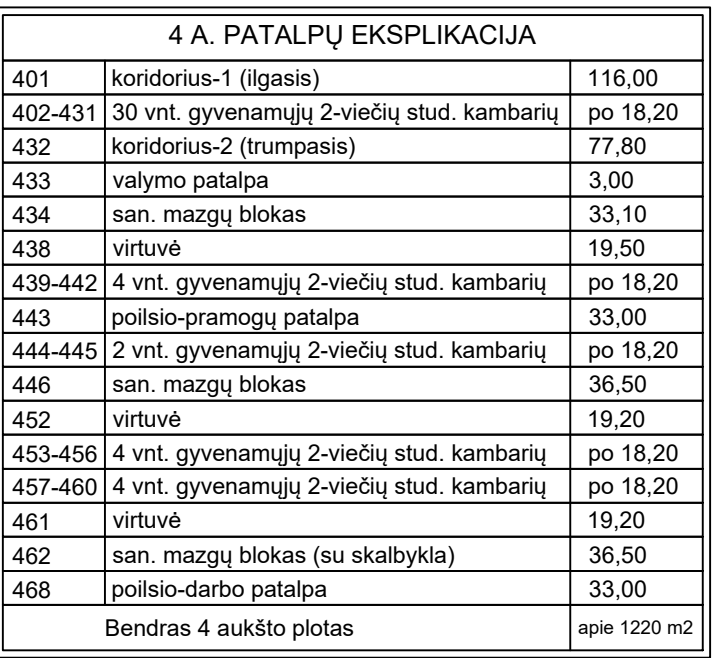 4 A. PATALPŲ EKSPLIKACIJA
401 koridorius-1 (ilgasis) 116,00
402-431 30 vnt. gyvenamųjų 2-viečių stud. kambarių po 18,20
432 koridorius-2 (trumpasis) 77,80
433 valymo patalpa 3,00
434 san. mazgų blokas 33,10
438 virtuvė 19,50
439-442 4 vnt. gyvenamųjų 2-viečių stud. kambarių po 18,20
443 poilsio-pramogų patalpa 33,00
444-445 2 vnt. gyvenamųjų 2-viečių stud. kambarių po 18,20
446 san. mazgų blokas 36,50
452 virtuvė 19,20
453-456 4 vnt. gyvenamųjų 2-viečių stud. kambarių po 18,20
457-460 4 vnt. gyvenamųjų 2-viečių stud. kambarių po 18,20
461 virtuvė 19,20
462 san. mazgų blokas (su skalbykla) 36,50
468 poilsio-darbo patalpa 33,00
Bendras 4 aukšto plotas apie 1220 m2